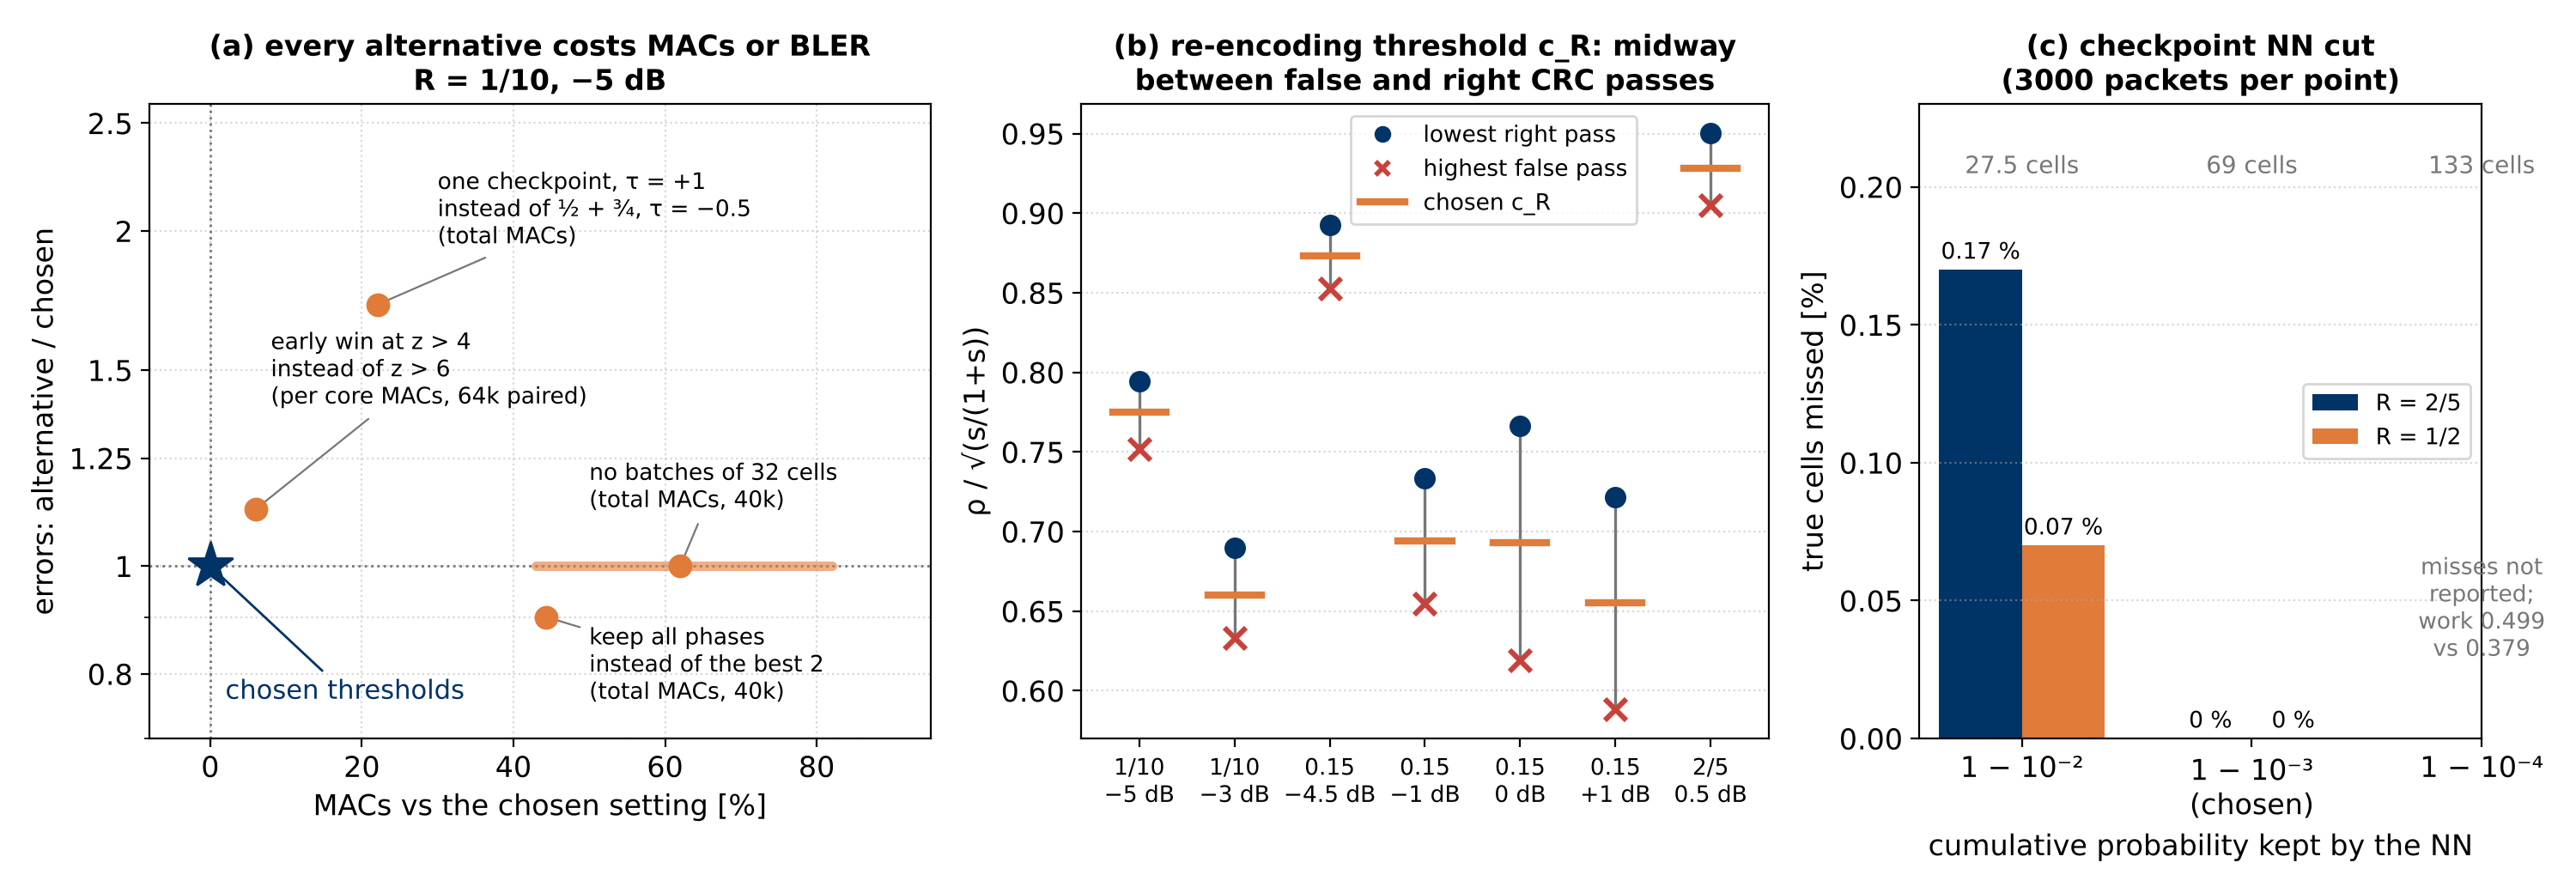 (a) every alternative costs MACs or BLER
R = 1/10, −5 dB
2.5
2
1.5
1.25
1
0.8
errors: alternative / chosen
one checkpoint, τ = +1
instead of ½ + ¾, τ = −0.5
(total MACs)
early win at z > 4
instead of z > 6
(per core MACs, 64k paired)
no batches of 32 cells
(total MACs, 40k)
keep all phases
instead of the best 2
(total MACs, 40k)
chosen thresholds
0 20 40 60 80
MACs vs the chosen setting [%]
(b) re-encoding threshold c_R: midway
between false and right CRC passes
0.95
0.90
0.85
0.80
0.75
0.70
0.65
0.60
ρ / √(s/(1+s))
lowest right pass
highest false pass
chosen c_R
1/10 1/10 0.15 0.15 0.15 0.15 2/5
−5 dB −3 dB −4.5 dB −1 dB 0 dB +1 dB 0.5 dB
(c) checkpoint NN cut
(3000 packets per point)
0.20
0.15
0.10
0.05
0.00
true cells missed [%]
27.5 cells 69 cells 133 cells
0.17 %
0.07 %
0 % 0 %
R = 2/5
R = 1/2
misses not
reported;
work 0.499
vs 0.379
1 − 10⁻² 1 − 10⁻³ 1 − 10⁻⁴
(chosen)
cumulative probability kept by the NN